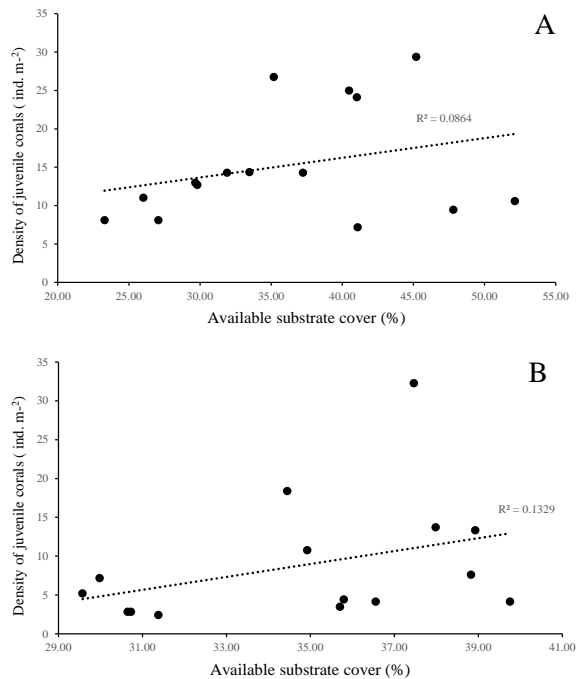 A
Density of juvenile corals ( ind. m-2)
35
30
25
20
15
10
5
0
R² = 0.0864
20.00 25.00 30.00 35.00 40.00 45.00 50.00 55.00
Available substrate cover (%)
B
Density of juvenile corals ( ind. m-2)
35
30
25
20
15
10
5
0
R² = 0.1329
29.00 31.00 33.00 35.00 37.00 39.00 41.00
Available substrate cover (%)